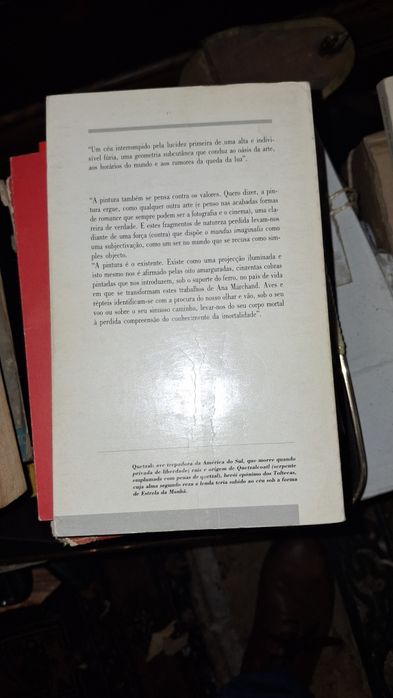 "Um céu interrompido pela lucidez primeira de uma alta e indivi-
sível fúria, uma geometria subcutânea que conduz ao oásis da arte,
aos horários do mundo e aos rumores da queda da lua".
"A pintura também se pensa contra os valores. Quero dizer, a pin-
tura ergue, como qualquer outra arte (e penso nas acabadas formas
de romance que sempre podem ser a fotografia e o cinema), uma cla-
reira de verdade. E estes fragmentos de natureza perdida levam-nos
diante de uma força (contra) que dispõe o mundus imaginalis como
uma subjectivação, como um ser no mundo que se recusa como sim-
ples objecto.
"A pintura é o existente. Existe como uma projecção iluminada e
isto mesmo nos é afirmado pelas oito amarguradas, cinzentas cobras
pintadas que nos introduzem, sob o suporte do ferro, no país de vida
em que se transformam estes trabalhos de Ana Marchand. Aves e
répteis identificam-se com a procura do nosso olhar e vão, sob o seu
voo ou sobre o seu sinuoso caminho, levar-nos do seu corpo mortal
à perdida compreensão do conhecimento da imortalidade".
Quetzal: ave trepadora da América do Sul, que morre quando
privada de liberdade; raiz e origem de Quetzalcoatl (serpente
emplumada com penas de quetzal), herói epónimo dos Toltecas,
cuja alma segundo reza a lenda teria subido ao céu sob a forma
de Estrela da Manhã.